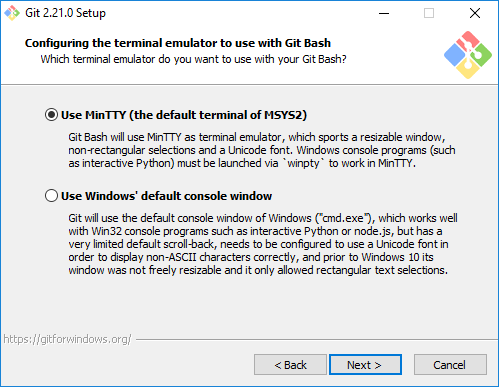 Git 2.21.0 Setup
Configuring the terminal emulator to use with Git Bash
Which terminal emulator do you want to use with your Git Bash?
Use MinTTY (the default terminal of MSYS2)
Git Bash will use MinTTY as terminal emulator, which sports a resizable window,
non-rectangular selections and a Unicode font. Windows console programs (such
as interactive Python) must be launched via `winpty` to work in MinTTY.
Use Windows' default console window
Git will use the default console window of Windows ("cmd.exe"), which works well
with Win32 console programs such as interactive Python or node.js, but has a
very limited default scroll-back, needs to be configured to use a Unicode font in
order to display non-ASCII characters correctly, and prior to Windows 10 its
window was not freely resizable and it only allowed rectangular text selections.
https://gitforwindows.org/
< Back
Next >
Cancel